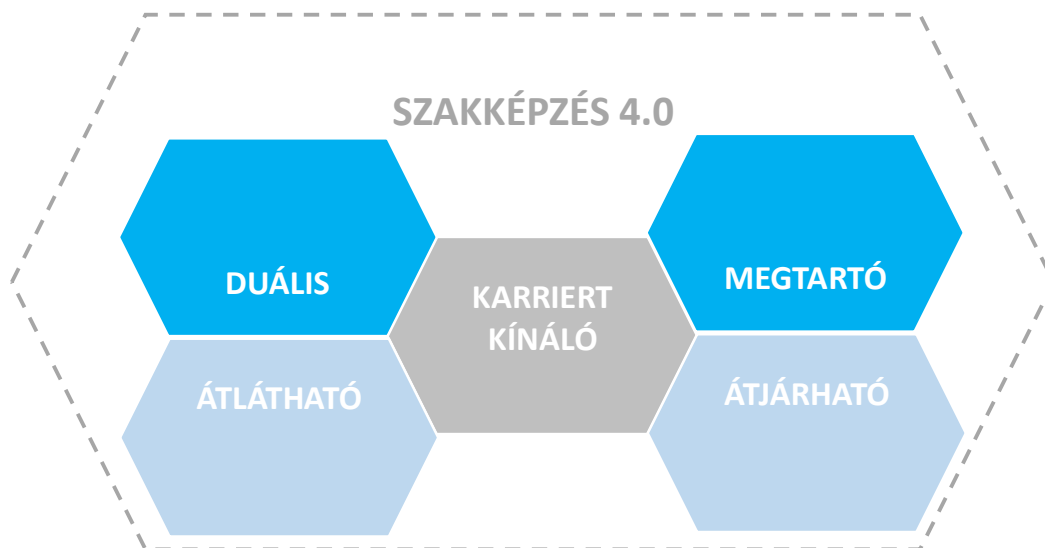 SZAKKÉPZÉS 4.0
DUÁLIS
MEGTARTÓ
KARRIERT
KÍNÁLÓ
ÁTLÁTHATÓ
ÁTJÁRHATÓ